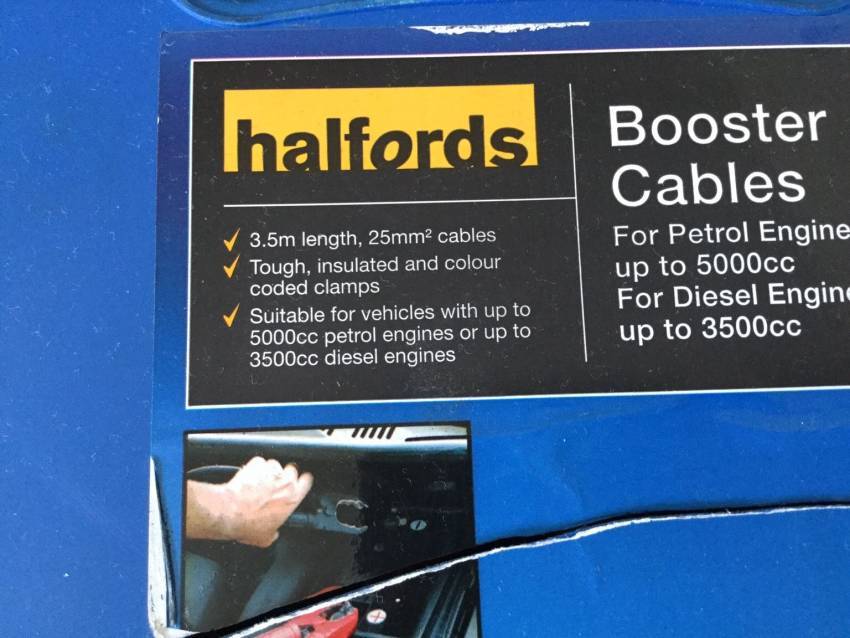 halfords
3.5m length, 25mm² cables
Tough, insulated and colour
coded clamps
Suitable for vehicles with up to
5000cc petrol engines or up to
3500cc diesel engines
Booster
Cables
For Petrol Engine
up to 5000cc
For Diesel Engine
up to 3500cc